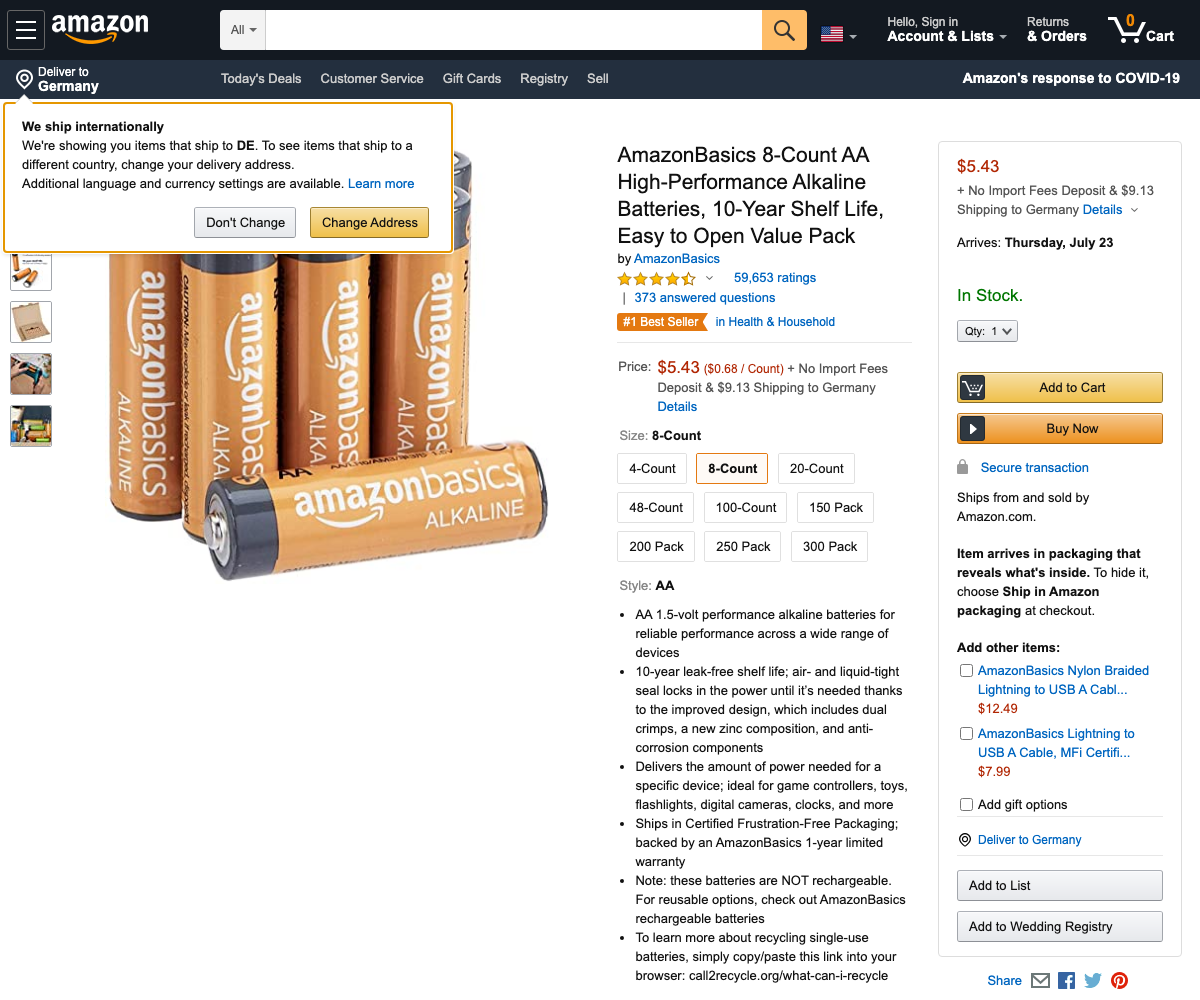 amazon
All
Hello, Sign in
Account & Lists
Returns
& Orders
0
Cart
Deliver to
Germany
Today's Deals
Customer Service
Gift Cards
Registry
Sell
Amazon's response to COVID-19
We ship internationally
We're showing you items that ship to DE. To see items that ship to a
different country, change your delivery address.
Additional language and currency settings are available. Learn more
Don't Change
Change Address
amazonbasics
ALKALINE
amazonbasics
ALKALINE
amazonbasics
ALKALINE
amazonbasics
ALKALINE
AA
amazonbasics
ALKALINE
AmazonBasics 8-Count AA
High-Performance Alkaline
Batteries, 10-Year Shelf Life,
Easy to Open Value Pack
by AmazonBasics
59,653 ratings
| 373 answered questions
#1 Best Seller in Health & Household
Price: $5.43 ($0.68 / Count) + No Import Fees
Deposit & $9.13 Shipping to Germany
Details
Size: 8-Count
4-Count
8-Count
20-Count
48-Count
100-Count
150 Pack
200 Pack
250 Pack
300 Pack
Style: AA
• AA 1.5-volt performance alkaline batteries for
reliable performance across a wide range of
devices
• 10-year leak-free shelf life; air- and liquid-tight
seal locks in the power until it’s needed thanks
to the improved design, which includes dual
crimps, a new zinc composition, and anti-
corrosion components
• Delivers the amount of power needed for a
specific device; ideal for game controllers, toys,
flashlights, digital cameras, clocks, and more
• Ships in Certified Frustration-Free Packaging;
backed by an AmazonBasics 1-year limited
warranty
• Note: these batteries are NOT rechargeable.
For reusable options, check out AmazonBasics
rechargeable batteries
• To learn more about recycling single-use
batteries, simply copy/paste this link into your
browser: call2recycle.org/what-can-i-recycle
$5.43
+ No Import Fees Deposit & $9.13
Shipping to Germany Details
Arrives: Thursday, July 23
In Stock.
Qty: 1
Add to Cart
Buy Now
Secure transaction
Ships from and sold by
Amazon.com.
Item arrives in packaging that
reveals what's inside. To hide it,
choose Ship in Amazon
packaging at checkout.
Add other items:
AmazonBasics Nylon Braided
Lightning to USB A Cabl...
$12.49
AmazonBasics Lightning to
USB A Cable, MFi Certifi...
$7.99
Add gift options
Deliver to Germany
Add to List
Add to Wedding Registry
Share